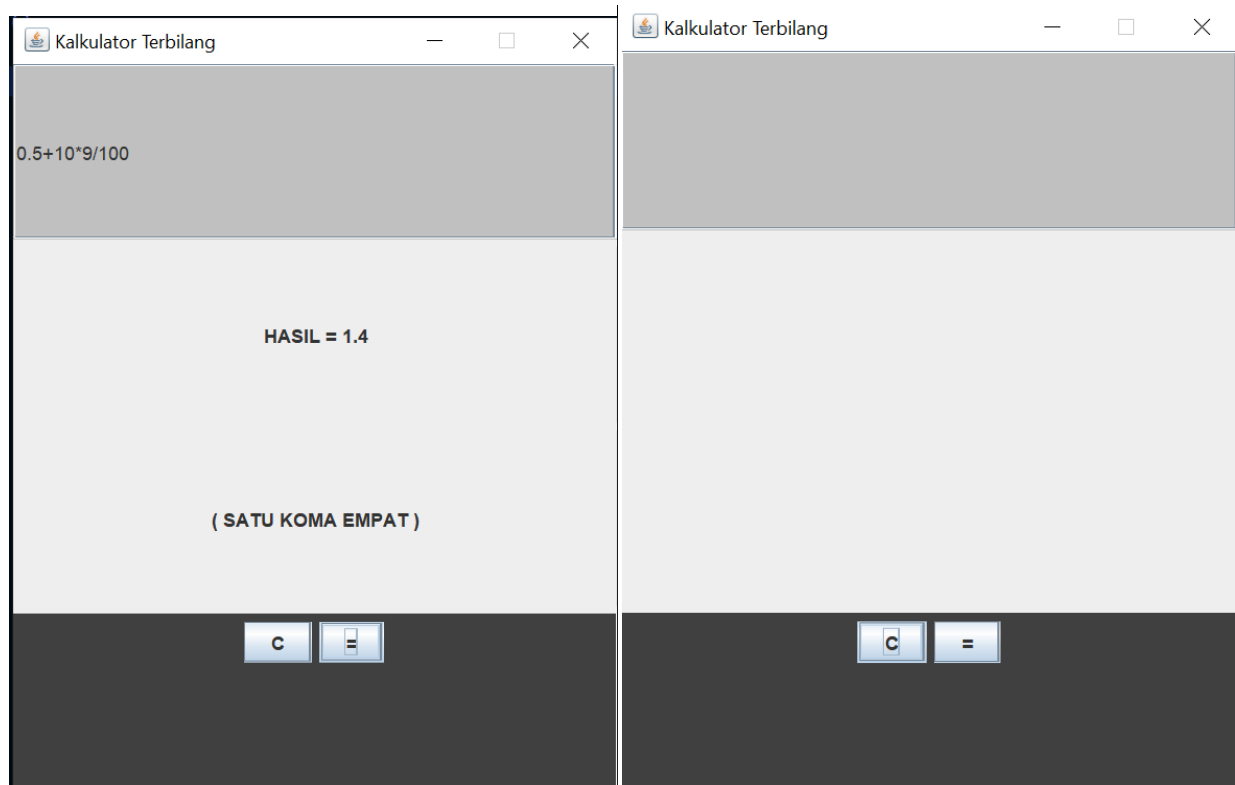 Kalkulator Terbilang
0.5+10*9/100
HASIL = 1.4
( SATU KOMA EMPAT )
C =
Kalkulator Terbilang
C =